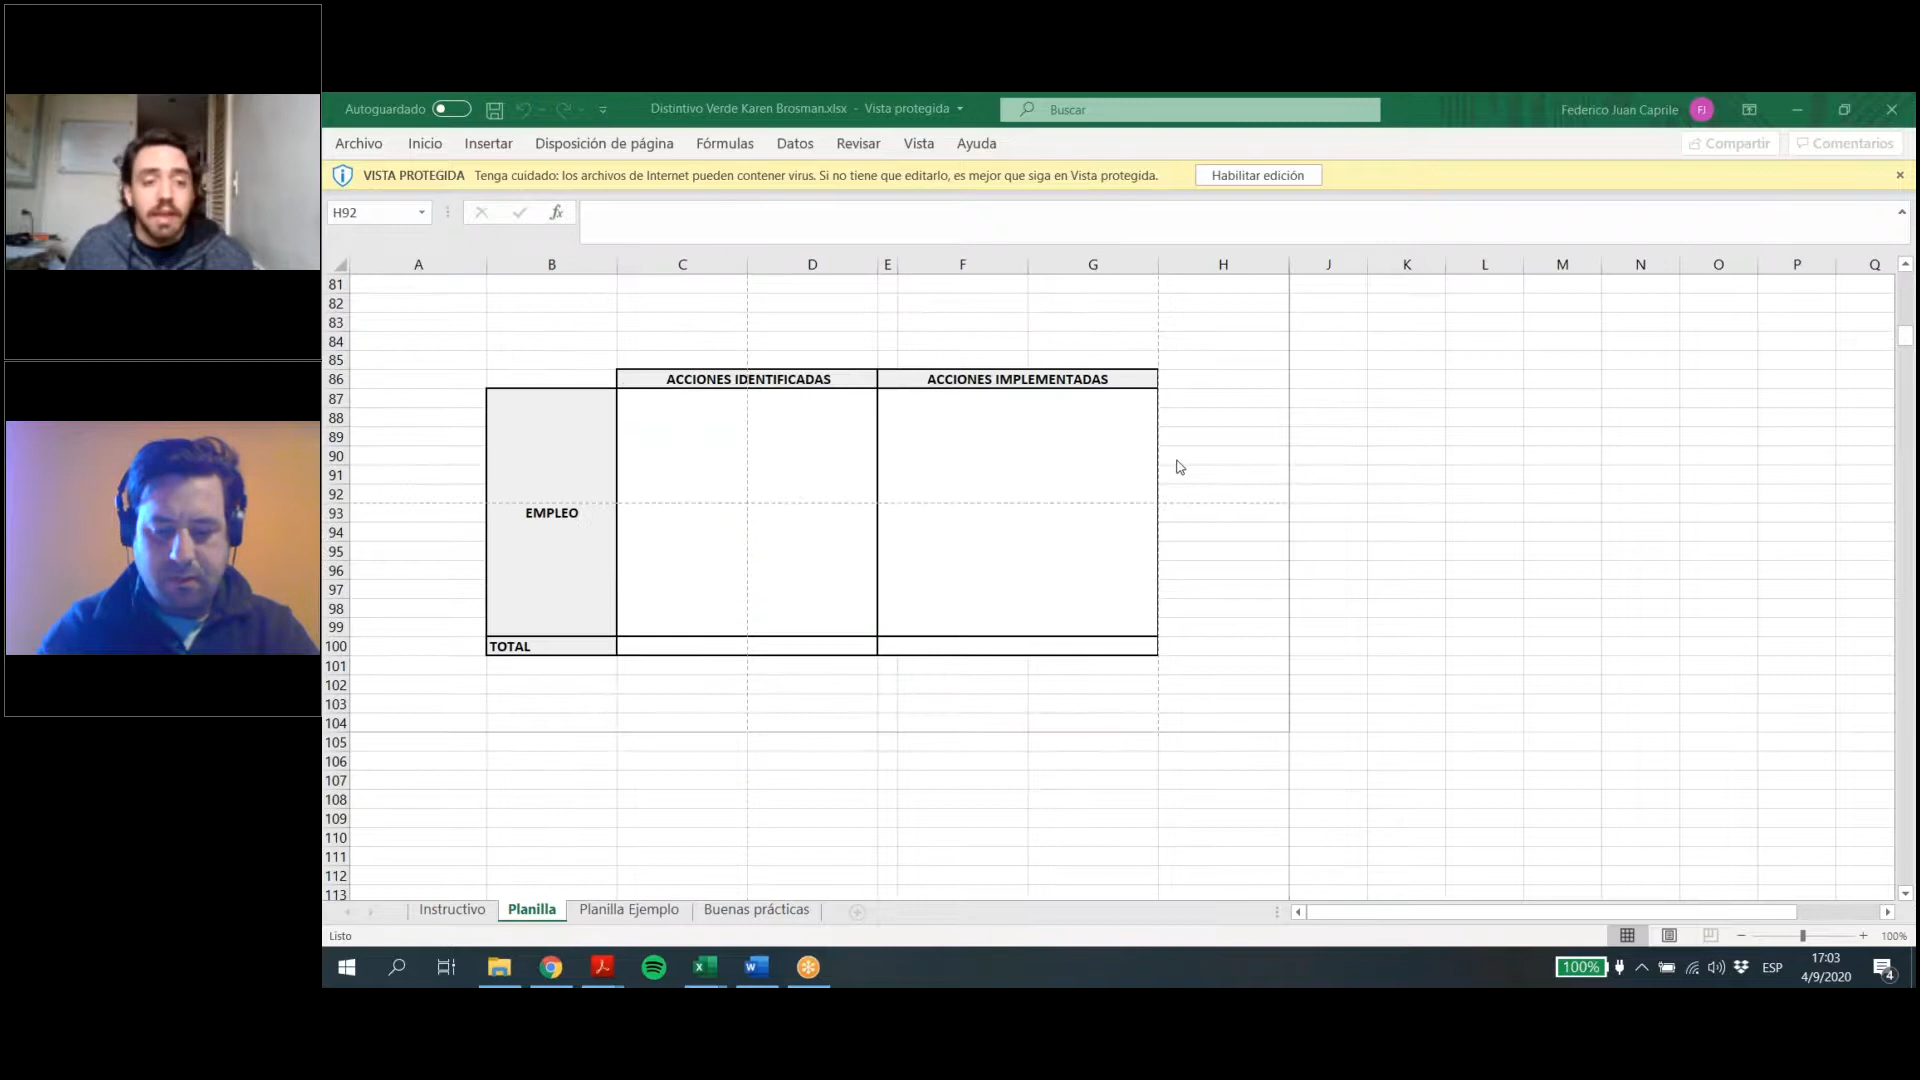 Autoguardado
Distintivo Verde Karen Brosman.xlsx - Vista protegida
Buscar
Federico Juan Caprile
FJ
Archivo Inicio Insertar Disposición de página Fórmulas Datos Revisar Vista Ayuda
Compartir
Comentarios
VISTA PROTEGIDA Tenga cuidado: los archivos de Internet pueden contener virus. Si no tiene que editarlo, es mejor que siga en Vista protegida.
Habilitar edición
H92
fx
A B C D E F G H J K L M N O P Q
81
82
83
84
85
86 ACCIONES IDENTIFICADAS ACCIONES IMPLEMENTADAS
87
88
89
90
91
92
93 EMPLEO
94
95
96
97
98
99
100 TOTAL
101
102
103
104
105
106
107
108
109
110
111
112
113
Instructivo Planilla Planilla Ejemplo Buenas prácticas
Listo
100%
100%
ESP
17:03
4/9/2020
4